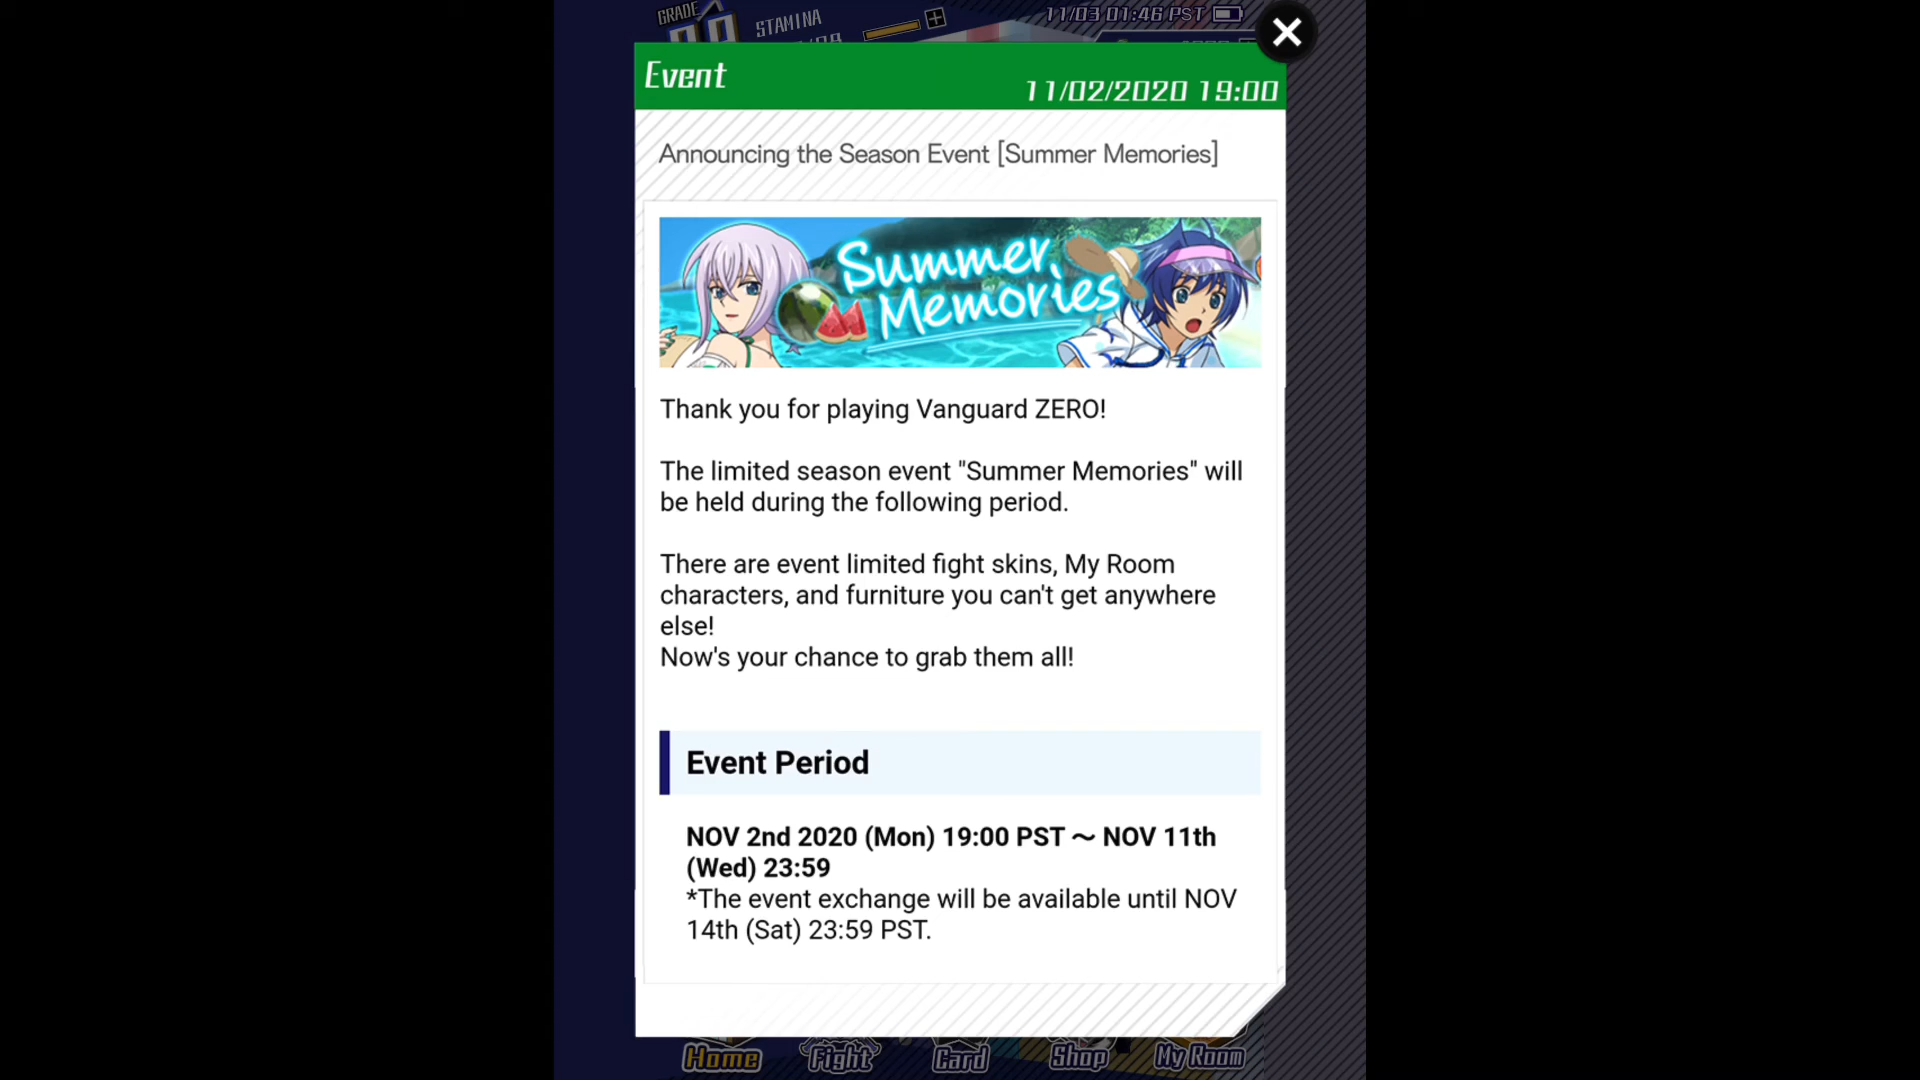 GRADE
STAMINA
11/03 01:46 PST
Event
11/02/2020 19:00
Announcing the Season Event [Summer Memories]
Summer
Memories
Thank you for playing Vanguard ZERO!
The limited season event "Summer Memories" will
be held during the following period.
There are event limited fight skins, My Room
characters, and furniture you can't get anywhere
else!
Now's your chance to grab them all!
Event Period
NOV 2nd 2020 (Mon) 19:00 PST ～ NOV 11th
(Wed) 23:59
*The event exchange will be available until NOV
14th (Sat) 23:59 PST.
Home
Fight
Card
Shop
My Room